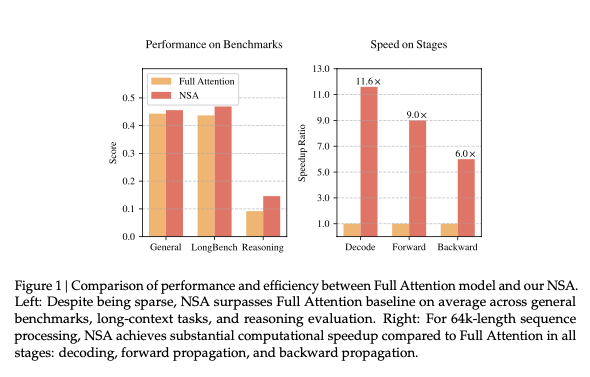 Performance on Benchmarks
Full Attention
NSA
Score
0.5
0.4
0.3
0.2
0.1
0.0
General LongBench Reasoning
Speed on Stages
Speedup Ratio
13.0
11.0
9.0
7.0
5.0
3.0
1.0
11.6×
9.0×
6.0×
Decode Forward Backward
Figure 1 | Comparison of performance and efficiency between Full Attention model and our NSA.
Left: Despite being sparse, NSA surpasses Full Attention baseline on average across general
benchmarks, long-context tasks, and reasoning evaluation. Right: For 64k-length sequence
processing, NSA achieves substantial computational speedup compared to Full Attention in all
stages: decoding, forward propagation, and backward propagation.